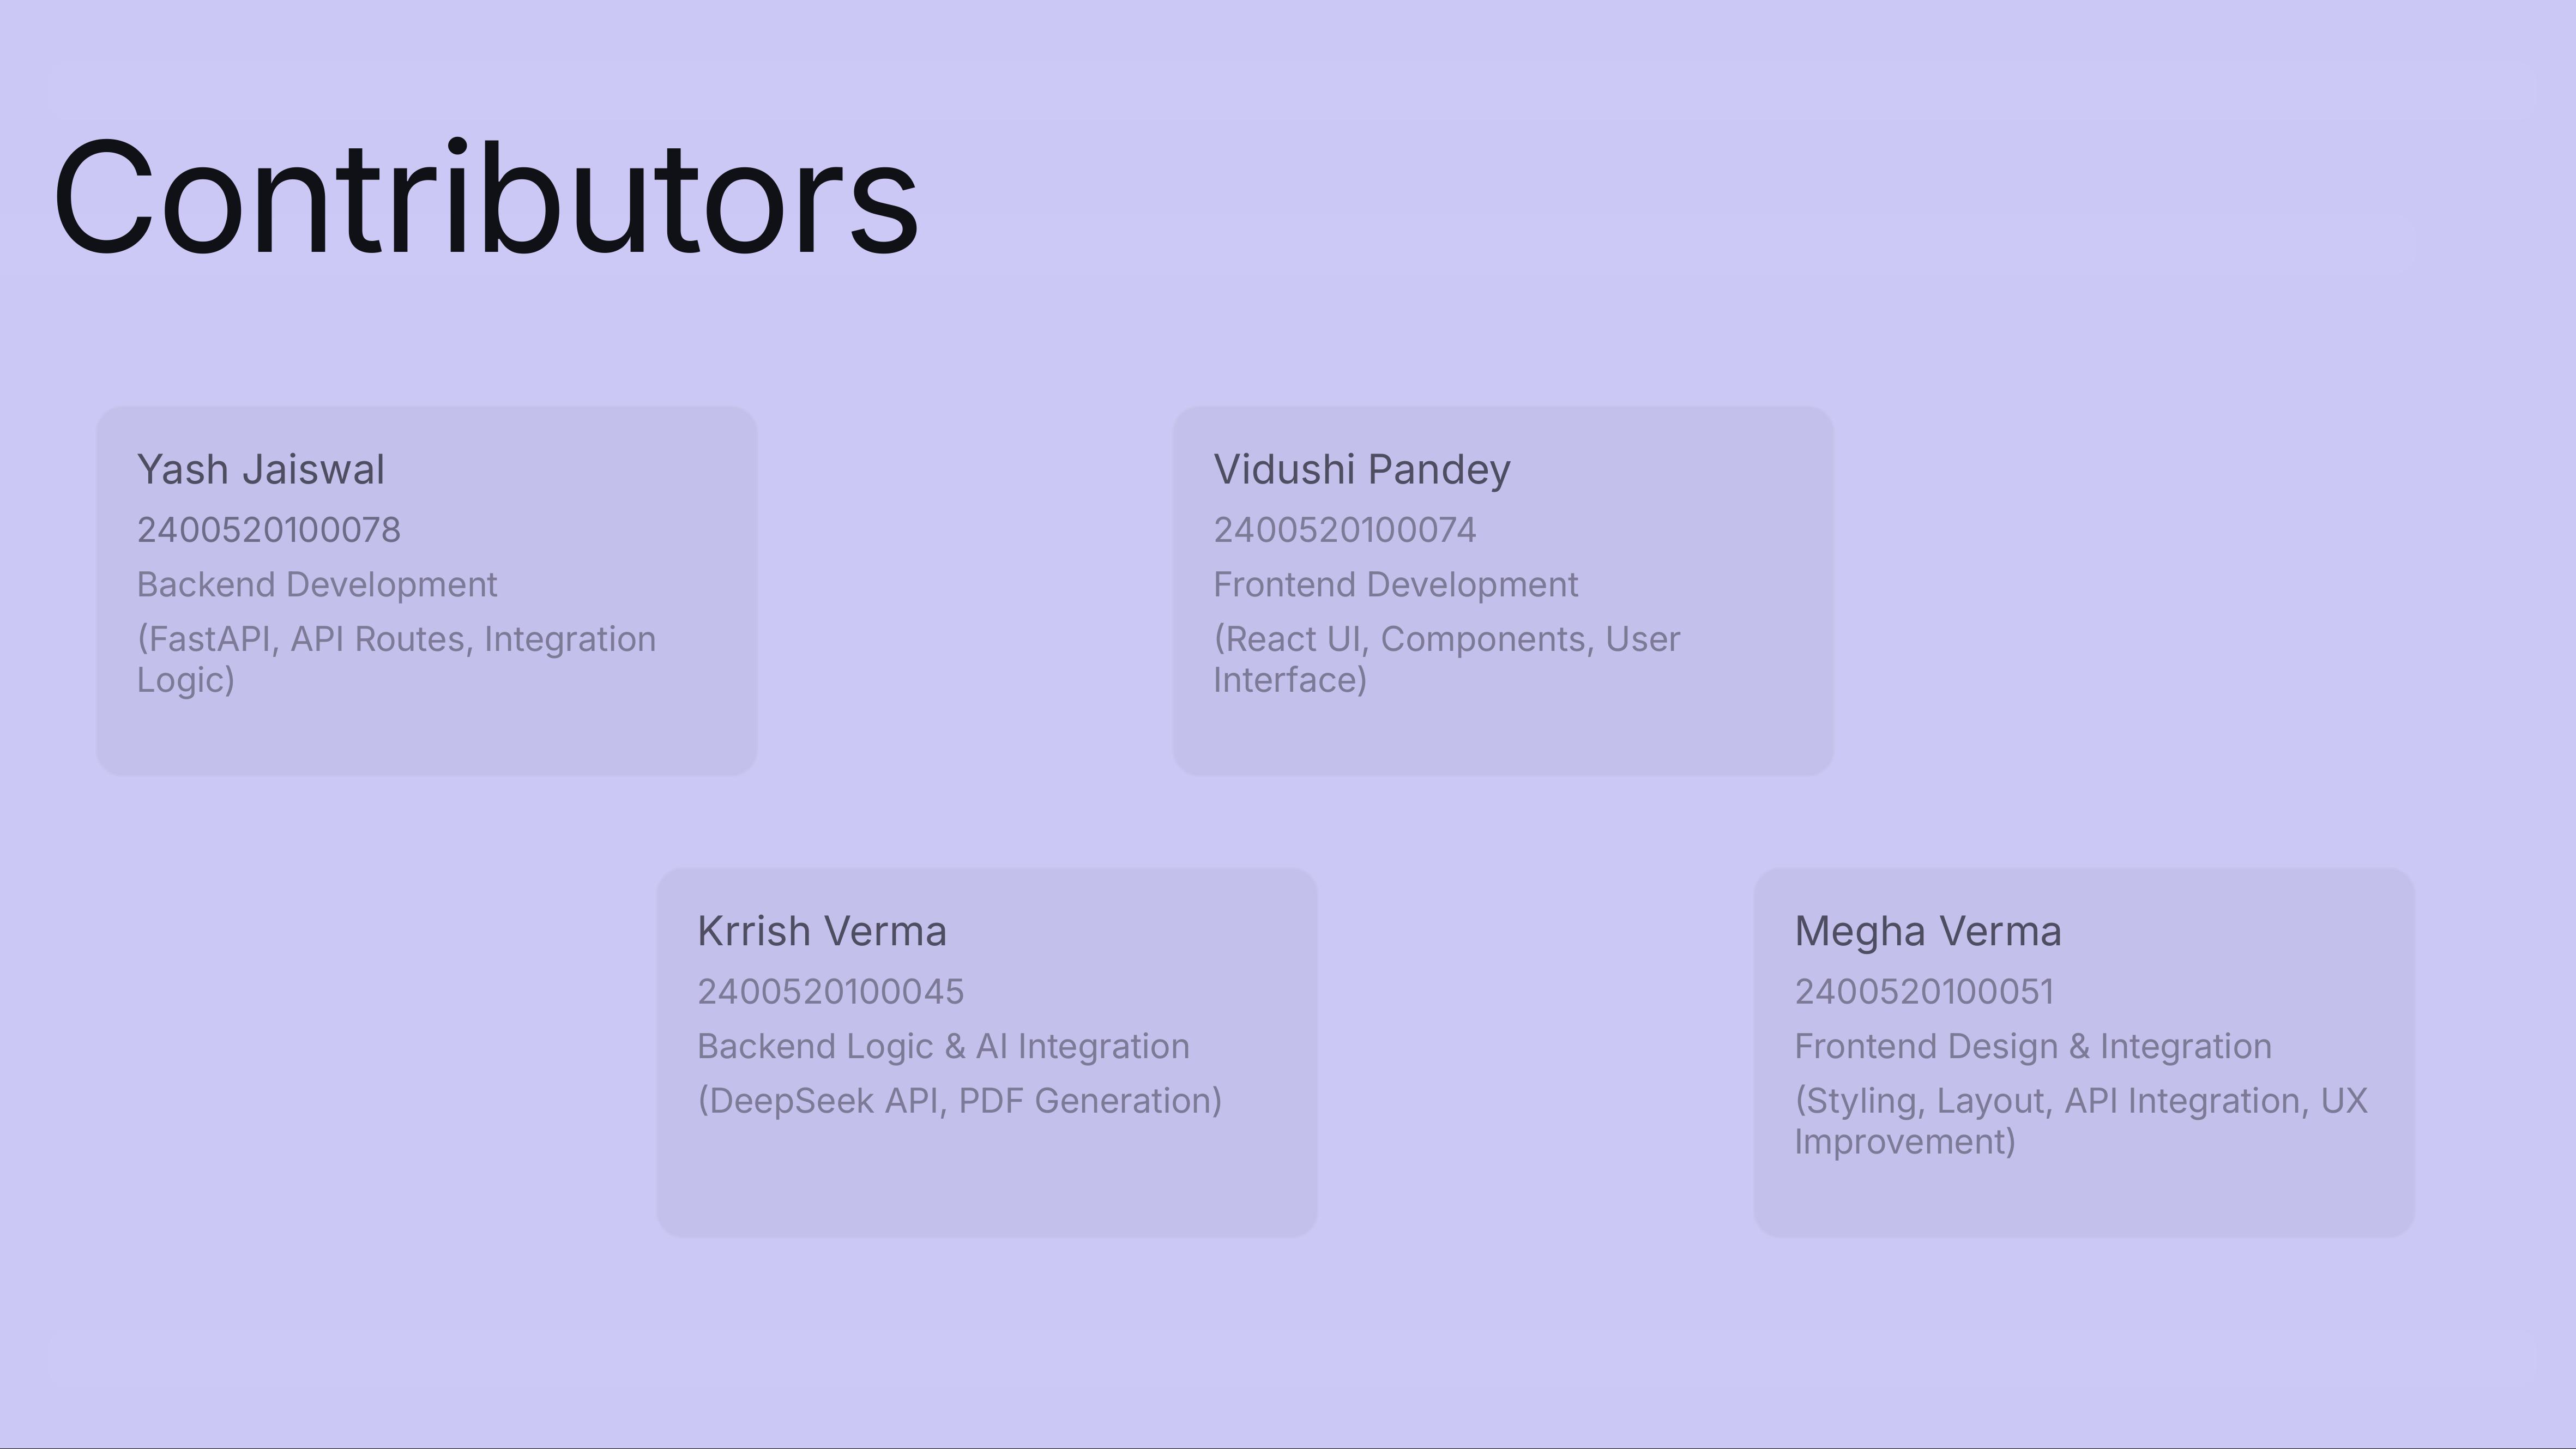 Contributors
Yash Jaiswal
2400520100078
Backend Development
(FastAPI, API Routes, Integration
Logic)
Vidushi Pandey
2400520100074
Frontend Development
(React UI, Components, User
Interface)
Krrish Verma
2400520100045
Backend Logic & AI Integration
(DeepSeek API, PDF Generation)
Megha Verma
2400520100051
Frontend Design & Integration
(Styling, Layout, API Integration, UX
Improvement)